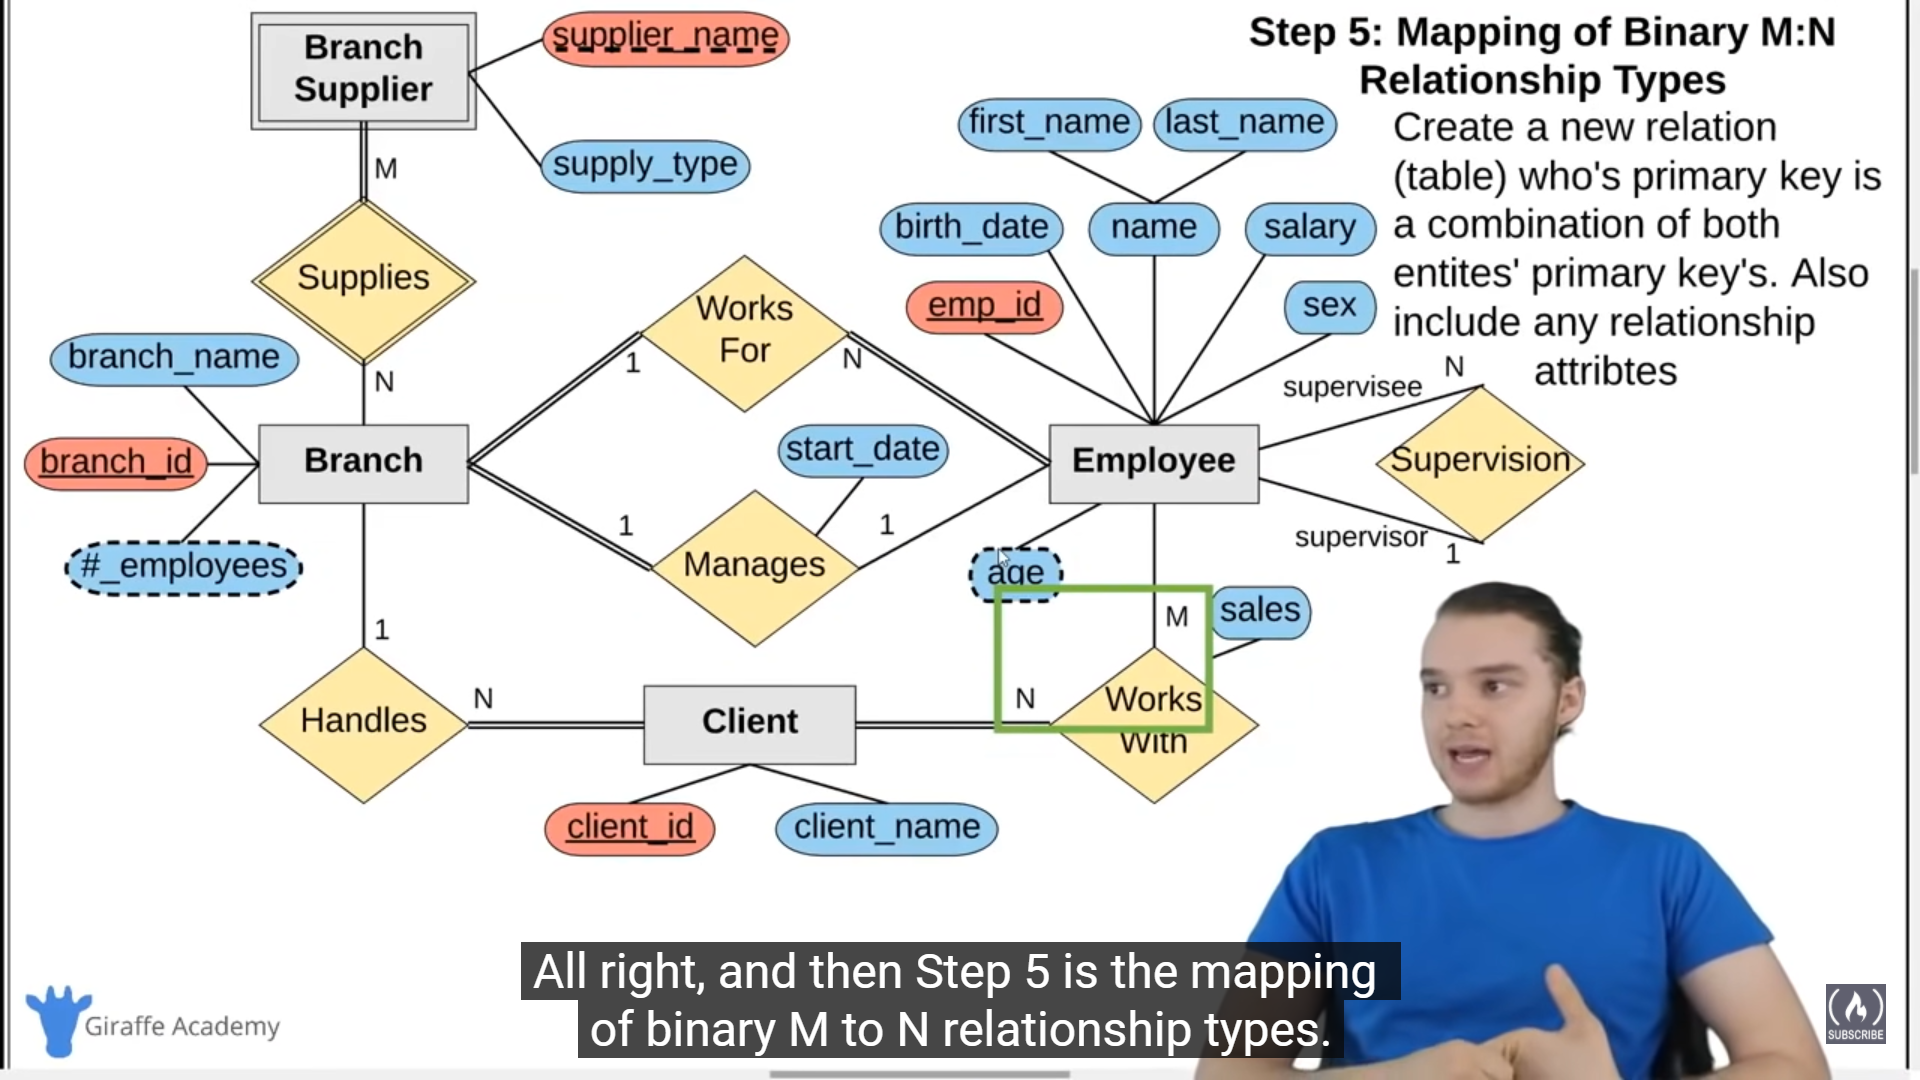 Step 5: Mapping of Binary M:N
Relationship Types
Create a new relation
(table) who's primary key is
a combination of both
entites' primary key's. Also
include any relationship
attribtes
Branch
Supplier
supplier_name
supply_type
M
Supplies
N
first_name
last_name
birth_date
name
salary
emp_id
sex
Works
For
1
N
branch_name
branch_id
Branch
#_employees
start_date
1
Manages
1
Employee
supervisee
N
Supervision
supervisor
1
age
M
sales
1
Handles
N
Client
N
Works
With
client_id
client_name
All right, and then Step 5 is the mapping
of binary M to N relationship types.
Giraffe Academy
SUBSCRIBE